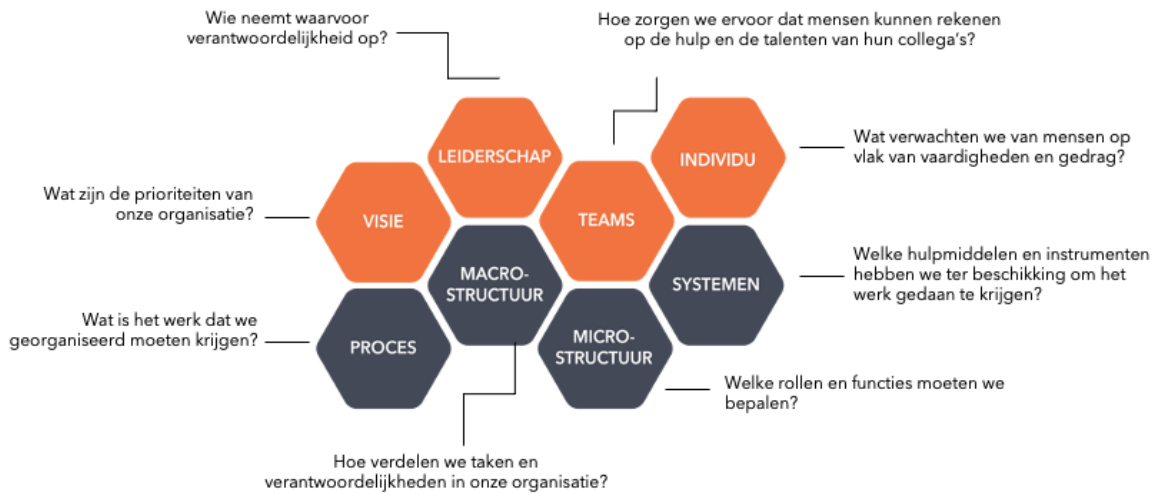 Wie neemt waarvoor
verantwoordelijkheid op?
Hoe zorgen we ervoor dat mensen kunnen rekenen
op de hulp en de talenten van hun collega's?
LEIDERSCHAP
INDIVIDU
Wat verwachten we van mensen op
vlak van vaardigheden en gedrag?
Wat zijn de prioriteiten van
onze organisatie?
VISIE
TEAMS
MACRO-
STRUCTUUR
SYSTEMEN
Welke hulpmiddelen en instrumenten
hebben we ter beschikking om het
werk gedaan te krijgen?
Wat is het werk dat we
georganiseerd moeten krijgen?
PROCES
MICRO-
STRUCTUUR
Welke rollen en functies moeten we
bepalen?
Hoe verdelen we taken en
verantwoordelijkheden in onze organisatie?